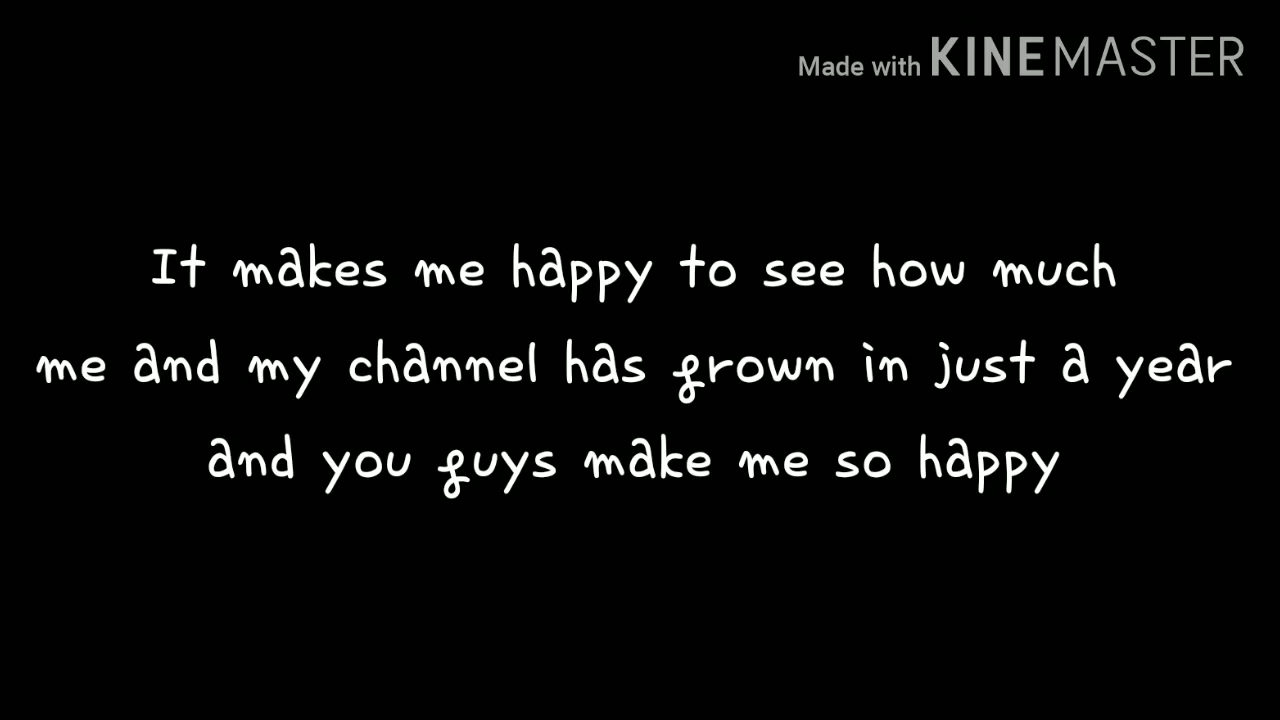 Made with KINEMASTER
It makes me happy to see how much
me and my channel has grown in just a year
and you guys make me so happy